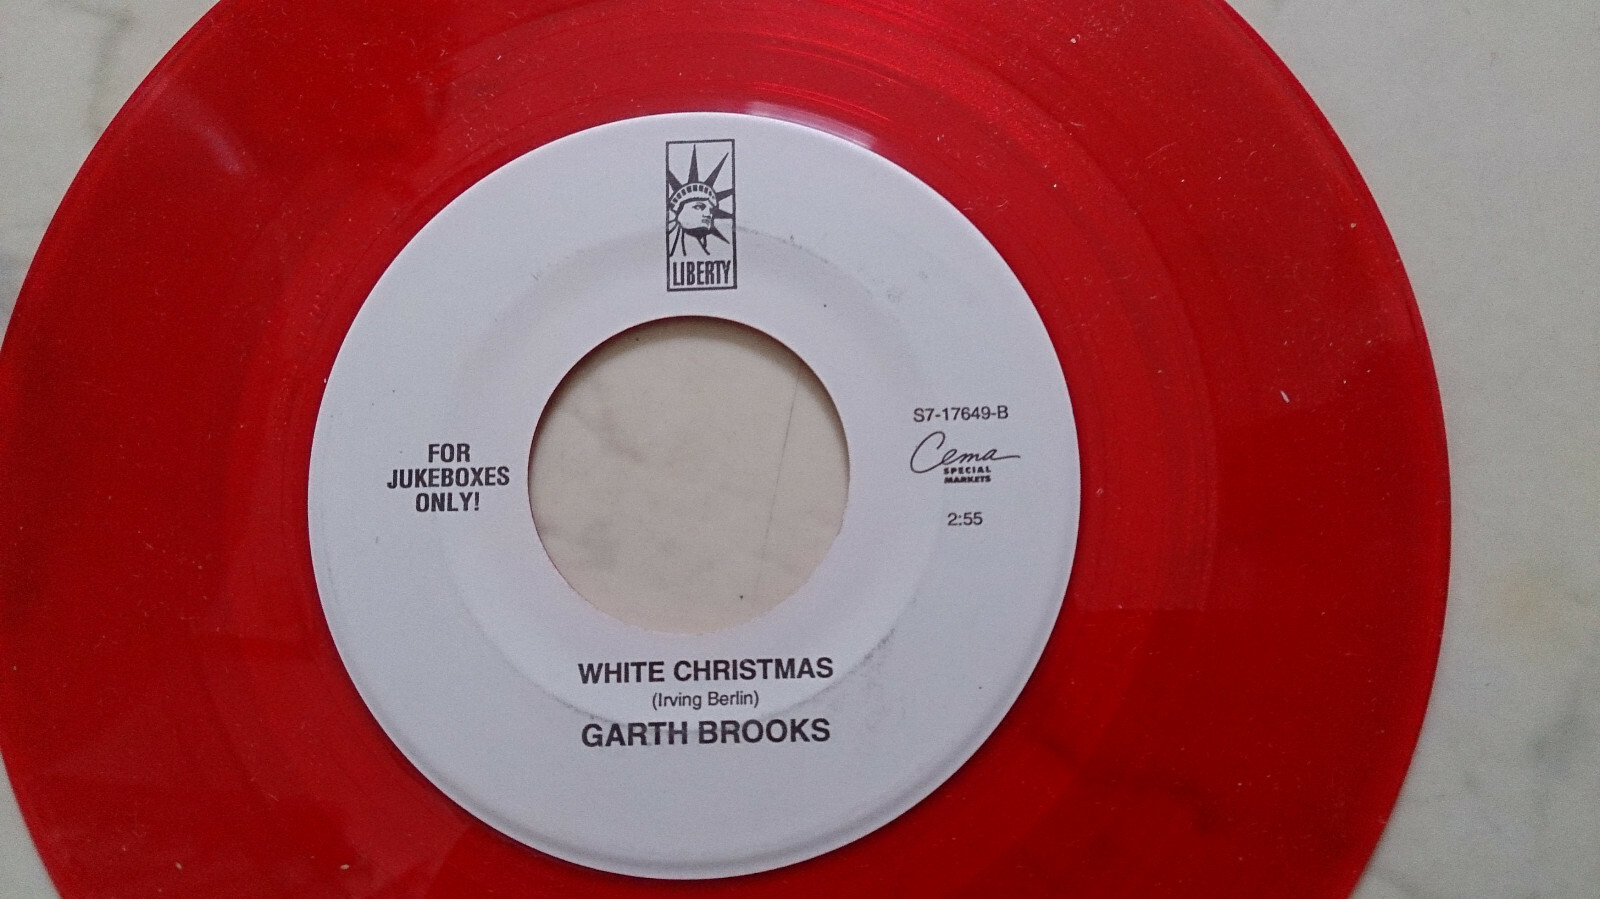 LIBERTY
FOR
JUKEBOXES
ONLY!
S7-17649-B
Cema
SPECIAL
MARKETS
2:55
WHITE CHRISTMAS
(Irving Berlin)
GARTH BROOKS